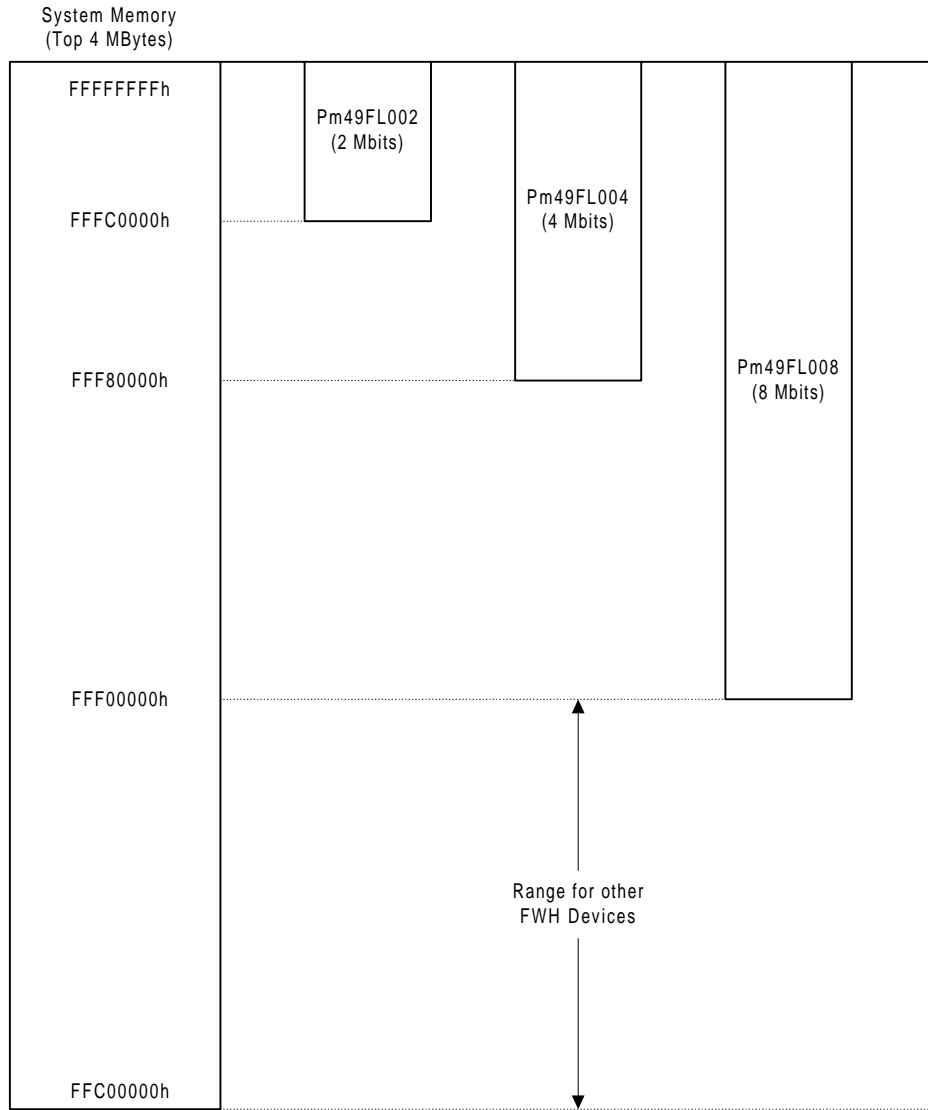 System Memory
(Top 4 MBytes)
FFFFFFFFh
Pm49FL002
(2 Mbits)
Pm49FL004
(4 Mbits)
FFFC0000h
Pm49FL008
(8 Mbits)
FFF80000h
FFF00000h
Range for other
FWH Devices
FFC00000h